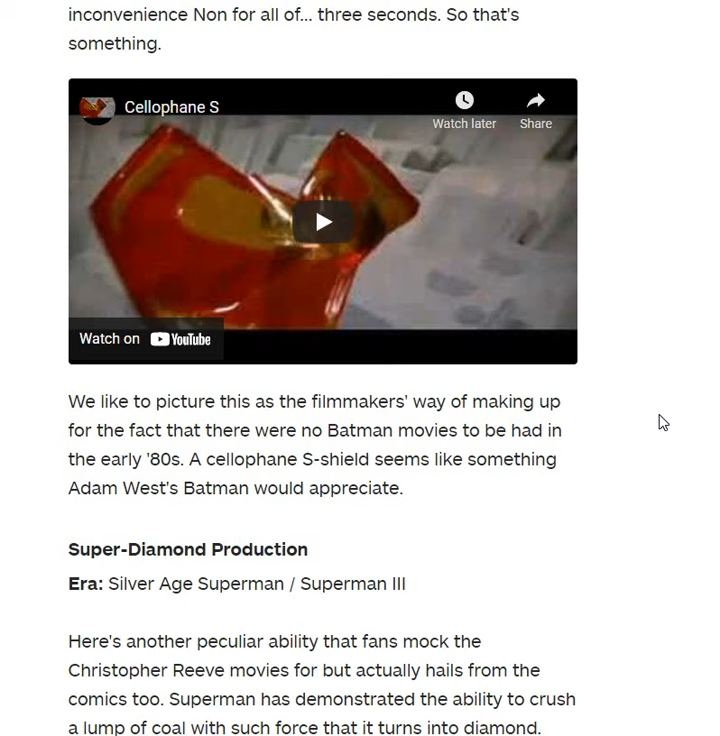 inconvenience Non for all of... three seconds. So that's
something.
Cellophane S
Watch later
Share
Watch on YouTube
We like to picture this as the filmmakers' way of making up
for the fact that there were no Batman movies to be had in
the early '80s. A cellophane S-shield seems like something
Adam West's Batman would appreciate.
Super-Diamond Production
Era: Silver Age Superman / Superman III
Here's another peculiar ability that fans mock the
Christopher Reeve movies for but actually hails from the
comics too. Superman has demonstrated the ability to crush
a lump of coal with such force that it turns into diamond.